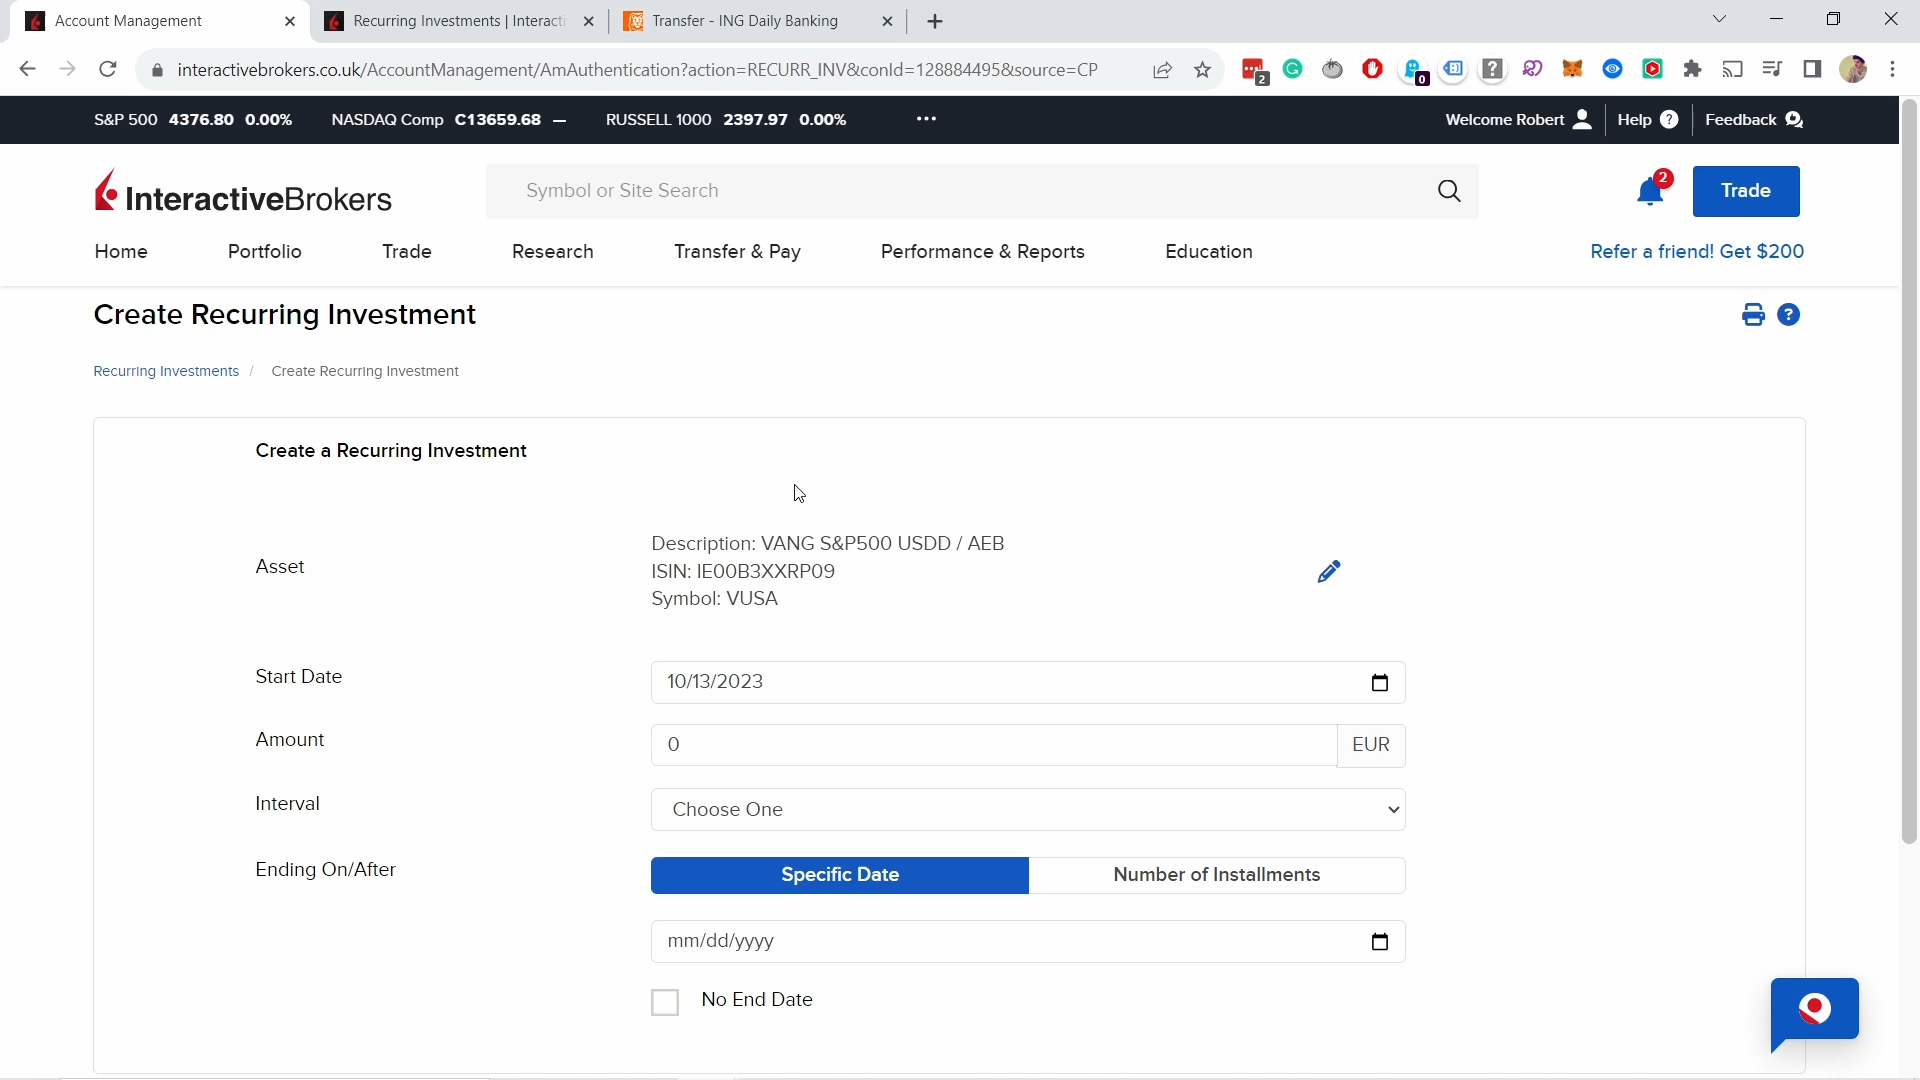 Account Management
Recurring Investments | Interacti
Transfer - ING Daily Banking
interactivebrokers.co.uk/AccountManagement/AmAuthentication?action=RECURR_INV&conId=128884495&source=CP
2
0
S&P 500 4376.80 0.00%
NASDAQ Comp C13659.68 —
RUSSELL 1000 2397.97 0.00%
Welcome Robert
Help ?
Feedback
InteractiveBrokers
Symbol or Site Search
2
Trade
Home
Portfolio
Trade
Research
Transfer & Pay
Performance & Reports
Education
Refer a friend! Get $200
Create Recurring Investment
?
Recurring Investments / Create Recurring Investment
Create a Recurring Investment
Asset
Description: VANG S&P500 USDD / AEB
ISIN: IE00B3XXRP09
Symbol: VUSA
Start Date
10/13/2023
Amount
0
EUR
Interval
Choose One
Ending On/After
Specific Date
Number of Installments
mm/dd/yyyy
No End Date